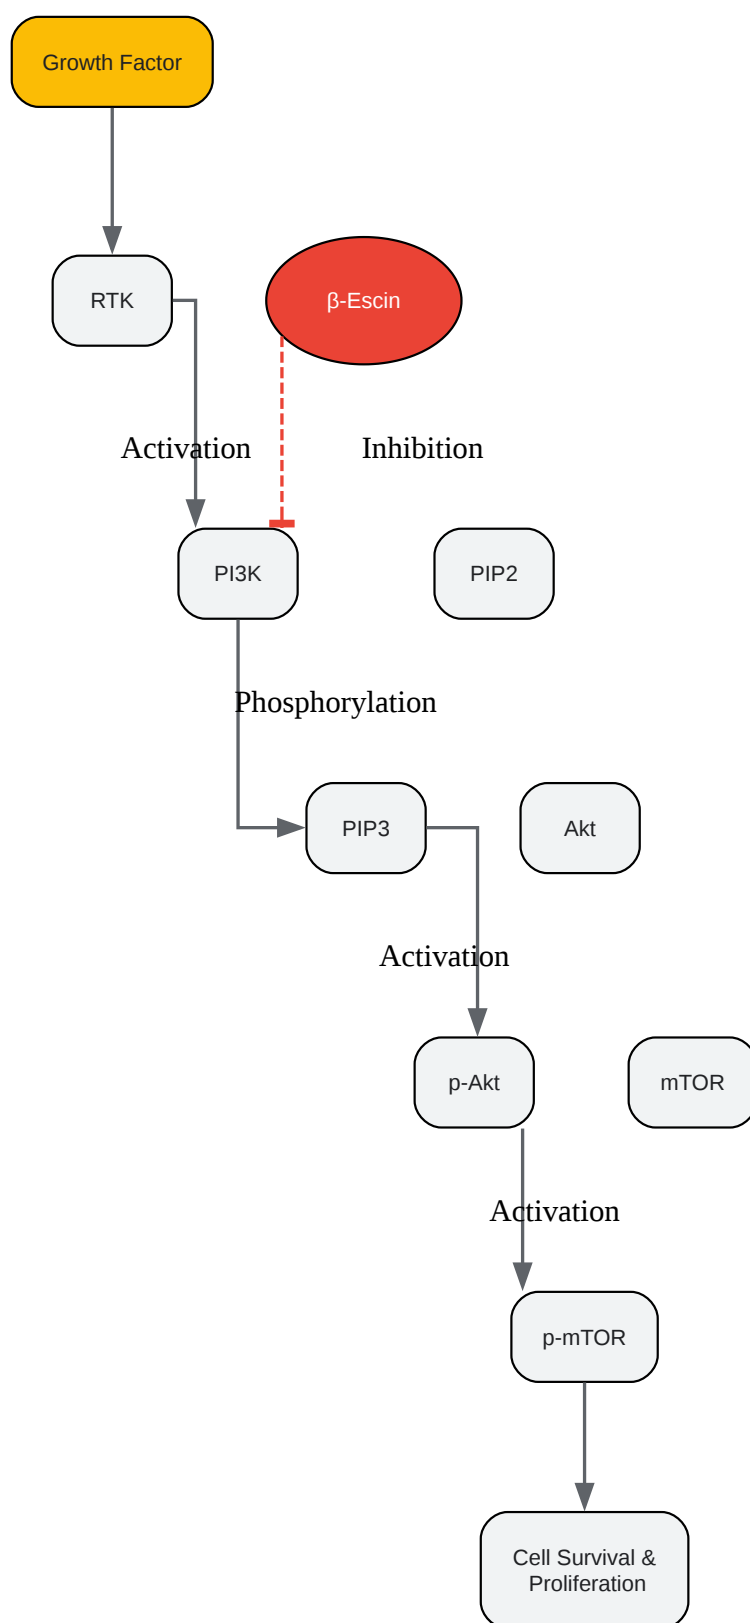 Growth Factor
RTK
β-Escin
Activation
Inhibition
PI3K
PIP2
Phosphorylation
PIP3
Akt
Activation
p-Akt
mTOR
Activation
p-mTOR
Cell Survival &
Proliferation